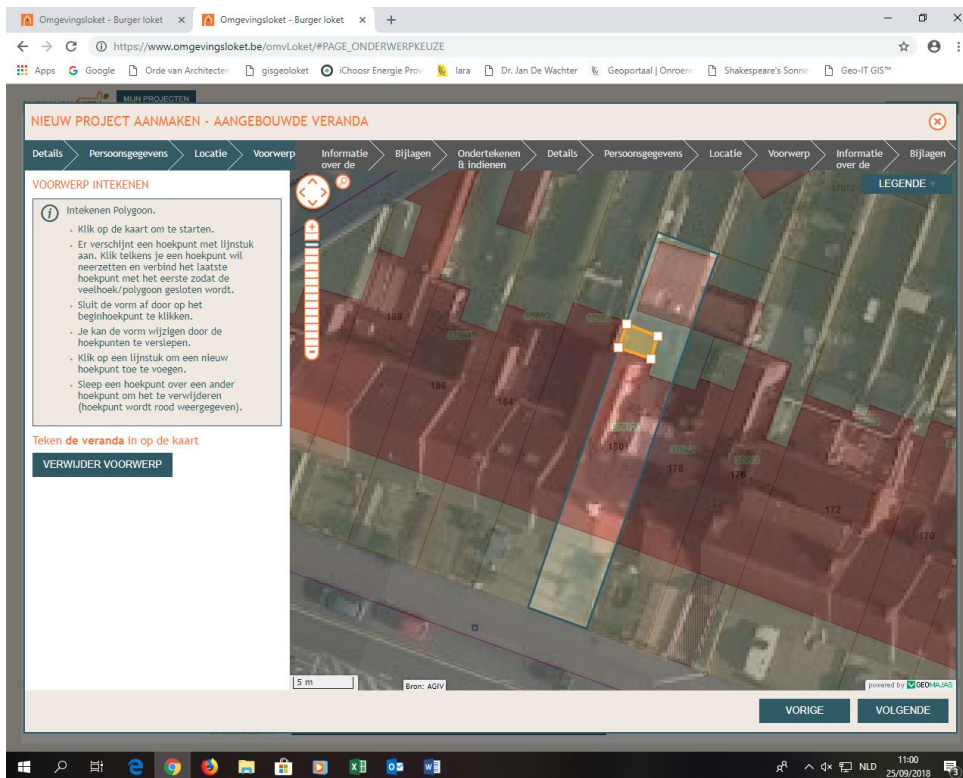 Omgevingsloket - Burger loket
Omgevingsloket - Burger loket
https://www.omgevingsloket.be/omvLoket/#PAGE_ONDERWERPKEUZE
Apps Google Orde van Architecten gisgeoloket iChoosr Energie Prov lara Dr. Jan De Wachter Geoportaal | Onroere Shakespeare's Sonne Geo-IT GIS™
MIJN PROJECTEN
NIEUW PROJECT AANMAKEN - AANGEBOUWDE VERANDA
Details Persoonsgegevens Locatie Voorwerp Informatie over de Bijlagen Ondertekenen & indienen Details Persoonsgegevens Locatie Voorwerp Informatie over de Bijlagen
VOORWERP INTEKENEN
LEGENDE
Intekenen Polygoon.
Klik op de kaart om te starten.
Er verschijnt een hoekpunt met lijnstuk
aan. Klik telkens je een hoekpunt wil
neerzetten en verbind het laatste
hoekpunt met het eerste zodat de
veelhoek/polygoon gesloten wordt.
Sluit de vorm af door op het
beginhoekpunt te klikken.
Je kan de vorm wijzigen door de
hoekpunten te verslepen.
Klik op een lijnstuk om een nieuw
hoekpunt toe te voegen.
Sleep een hoekpunt over een ander
hoekpunt om het te verwijderen
(hoekpunt wordt rood weergegeven).
Teken de veranda in op de kaart
VERWIJDER VOORWERP
188
186
184
180
178
176
172
170
5 m
Bron: AGIV
powered by GEOMAJAS
VORIGE
VOLGENDE
NLD
11:00
25/09/2018